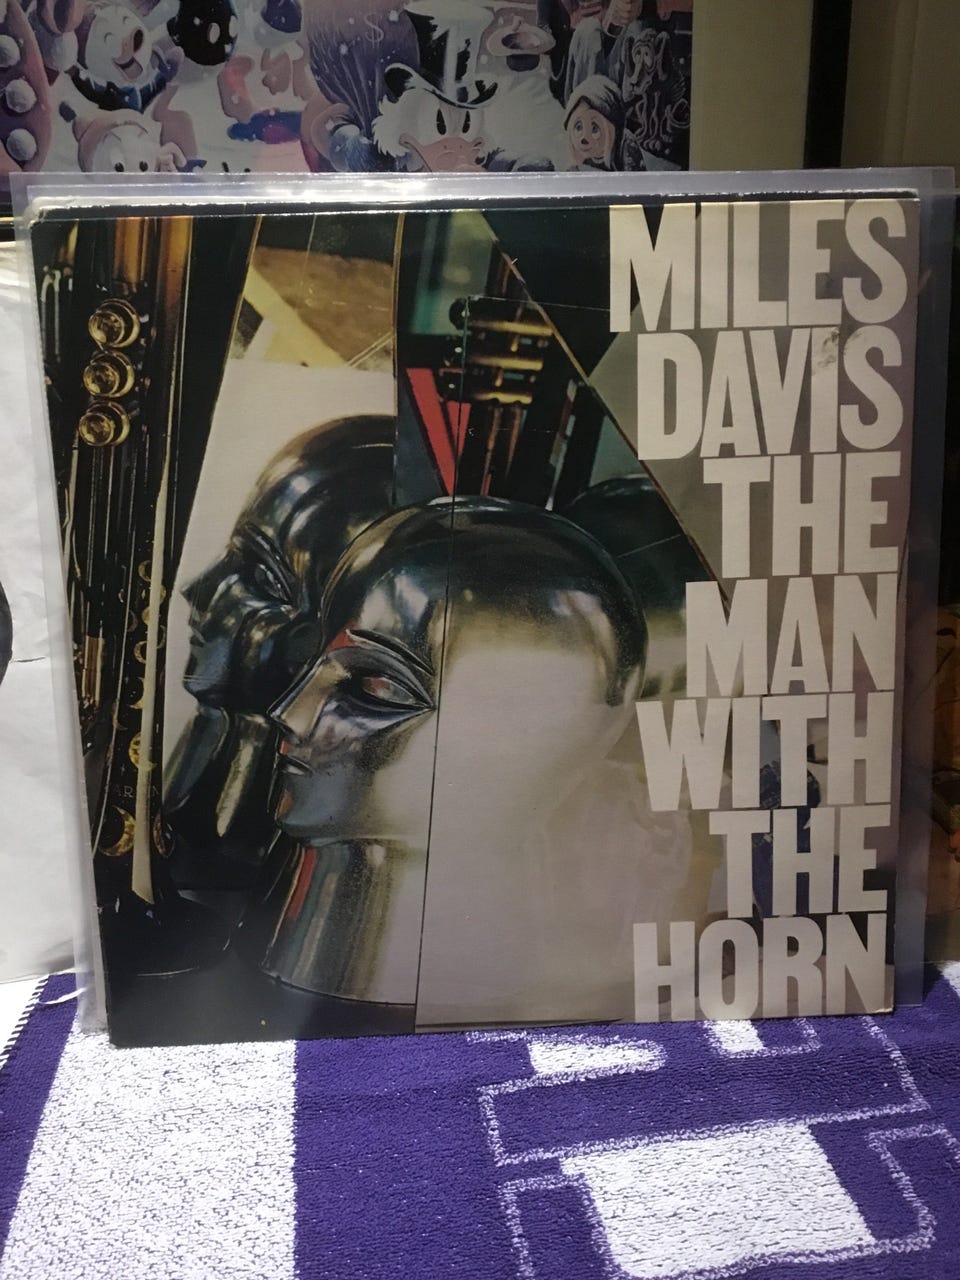 MILES
DAVIS
THE
MAN
WITH
THE
HORN
$